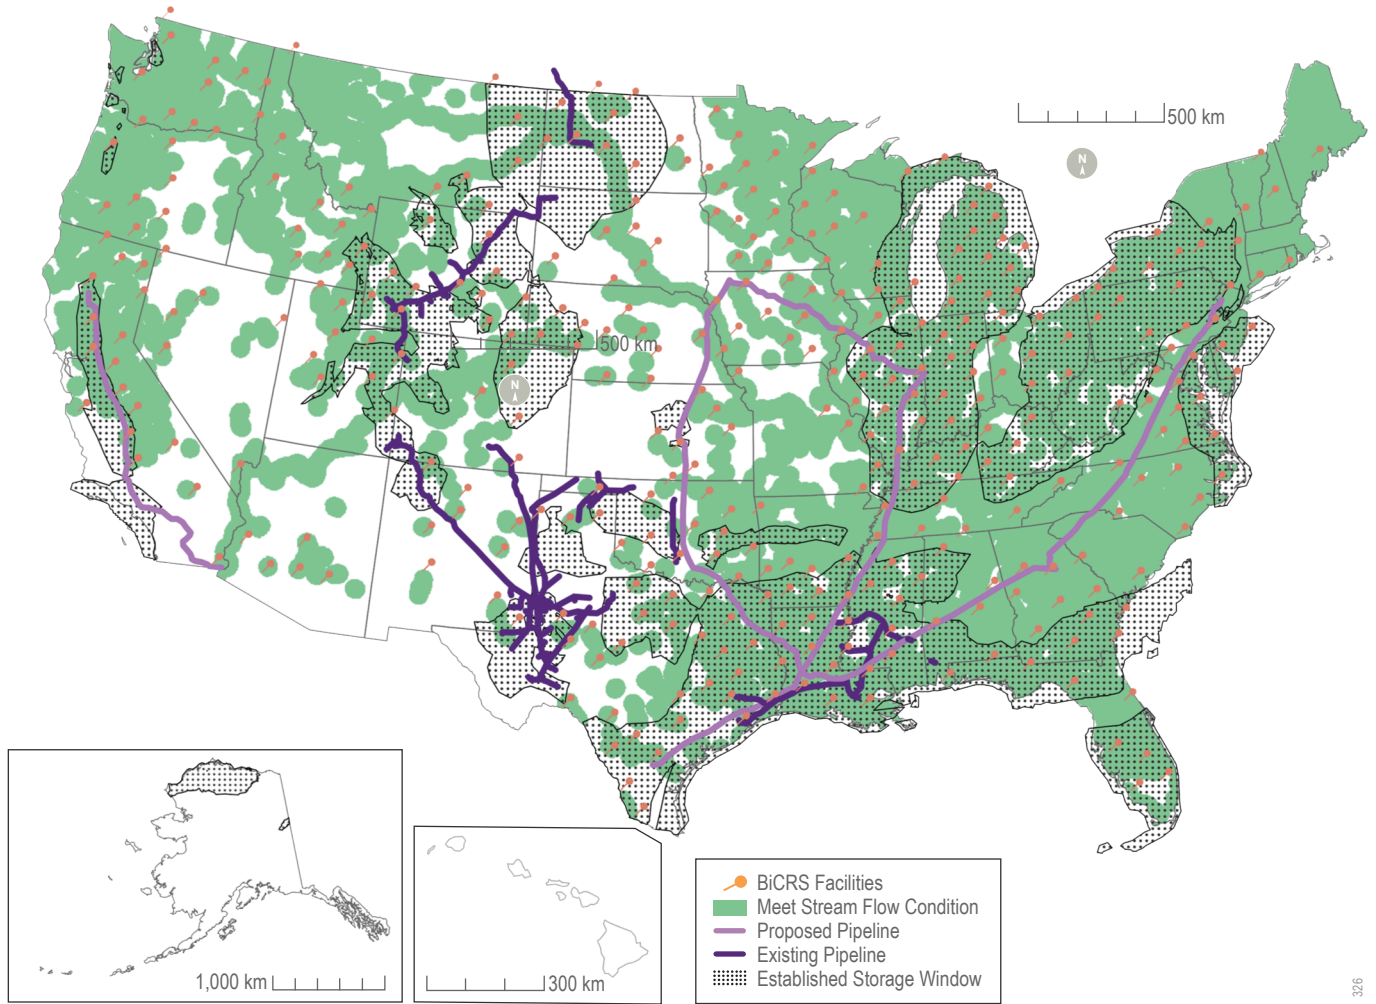 500 km
N
500 km
N
1,000 km
300 km
BiCRS Facilities
Meet Stream Flow Condition
Proposed Pipeline
Existing Pipeline
Established Storage Window
326